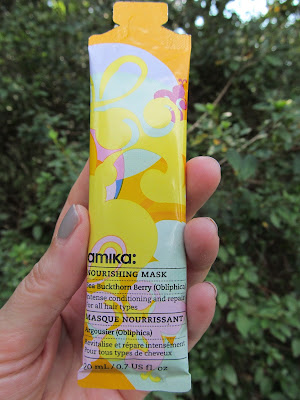 amika:
NOURISHING MASK
Sea Buckthorn Berry (Obliphica)
Intense conditioning and repair
for all hair types
MASQUE NOURRISSANT
Argousier (Obliphica)
Revitalise et répare intensément
Pour tous types de cheveux
20 mL/0.7 US fl. oz